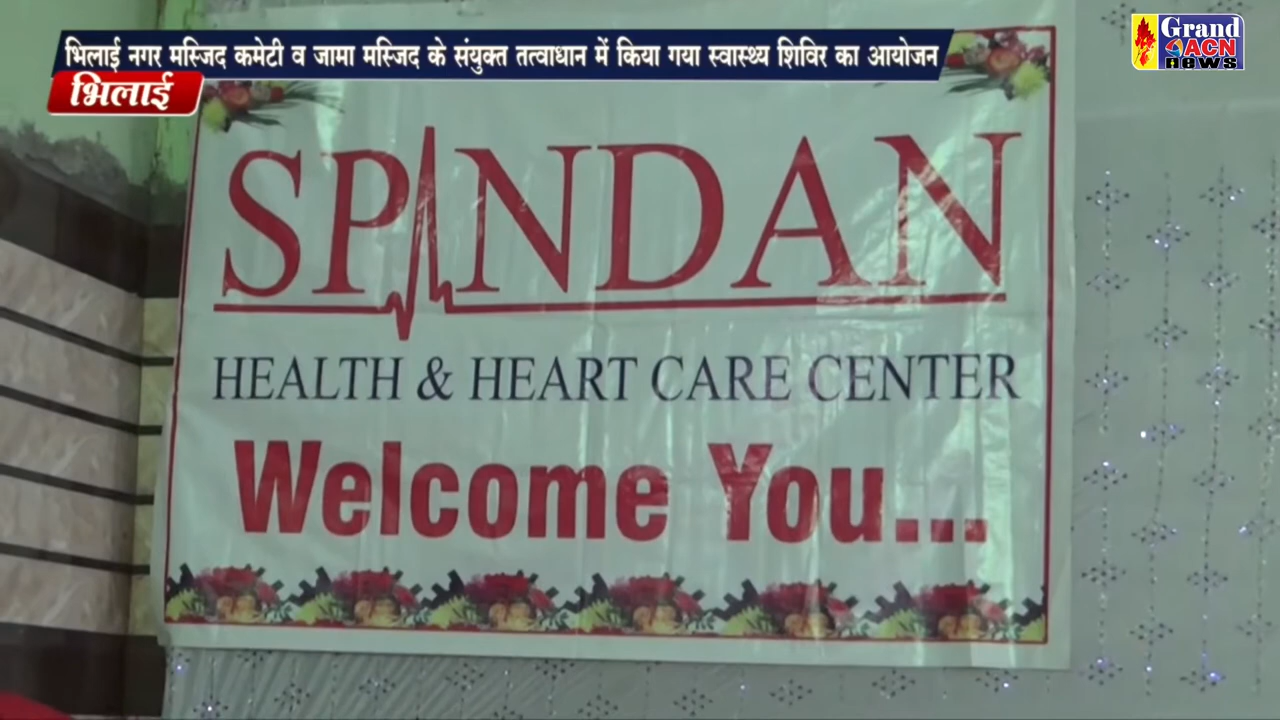 भिलाई नगर मस्जिद कमेटी व जामा मस्जिद के संयुक्त तत्वाधान में किया गया स्वास्थ्य शिविर का आयोजन
भिलाई
Grand
ACN
news
SPANDAN
HEALTH & HEART CARE CENTER
Welcome You...